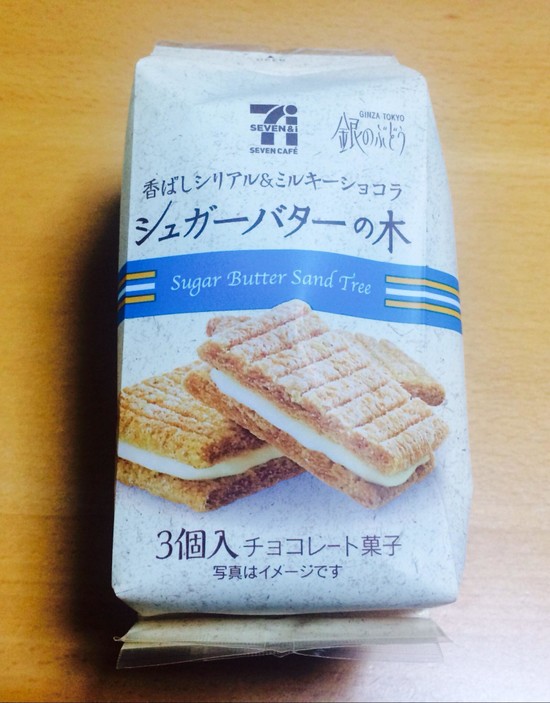 7i
SEVEN&i
SEVEN CAFÉ
GINZA TOKYO
銀のぶどう
香ばしシリアル&ミルキーショコラ
シュガーバターの木
Sugar Butter Sand Tree
3個入 チョコレート菓子
写真はイメージです